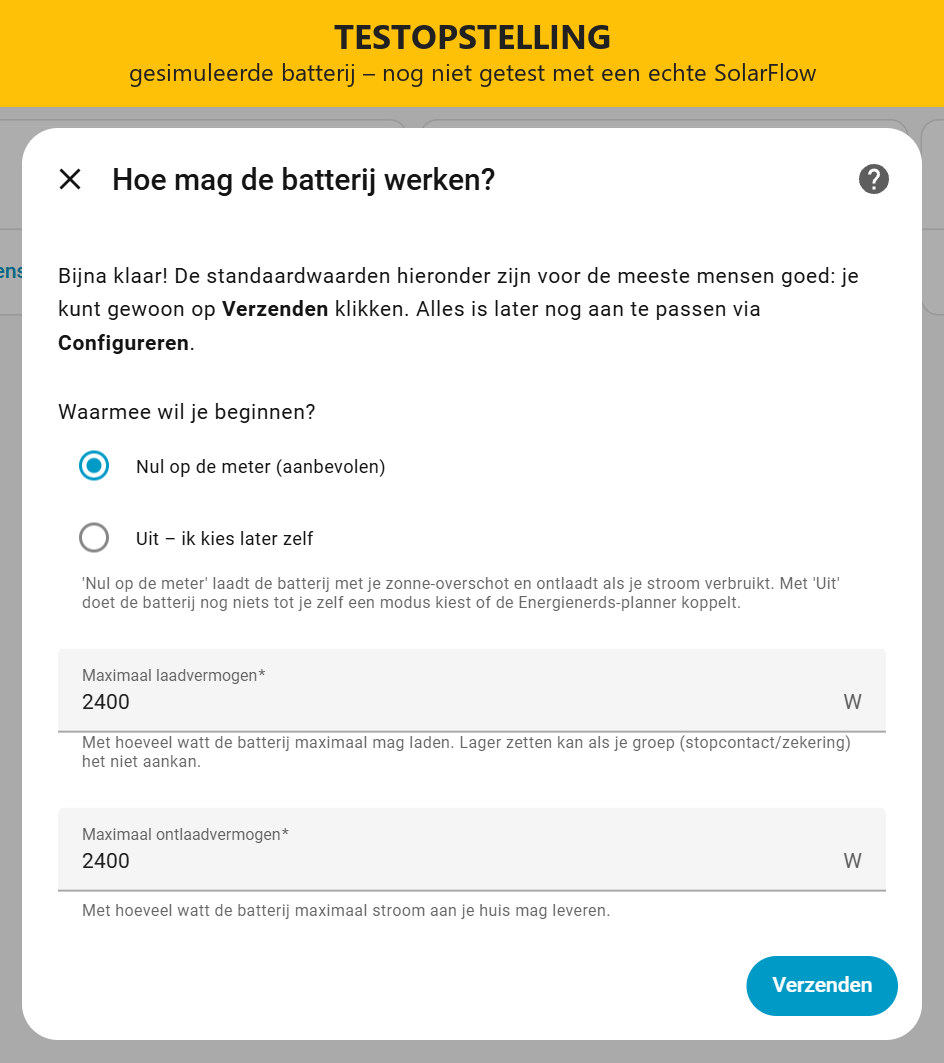 TESTOPSTELLING
gesimuleerde batterij – nog niet getest met een echte SolarFlow
Hoe mag de batterij werken?
Bijna klaar! De standaardwaarden hieronder zijn voor de meeste mensen goed: je
kunt gewoon op Verzenden klikken. Alles is later nog aan te passen via
Configureren.
Waarmee wil je beginnen?
Nul op de meter (aanbevolen)
Uit – ik kies later zelf
'Nul op de meter' laadt de batterij met je zonne-overschot en ontlaadt als je stroom verbruikt. Met 'Uit'
doet de batterij nog niets tot je zelf een modus kiest of de Energienerds-planner koppelt.
Maximaal laadvermogen*
2400 W
Met hoeveel watt de batterij maximaal mag laden. Lager zetten kan als je groep (stopcontact/zekering)
het niet aankan.
Maximaal ontlaadvermogen*
2400 W
Met hoeveel watt de batterij maximaal stroom aan je huis mag leveren.
Verzenden